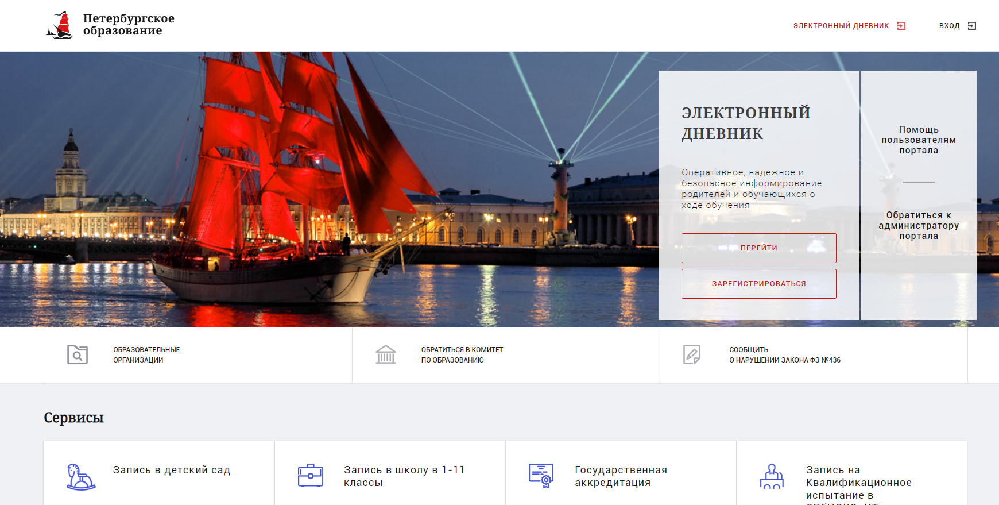 Петербургское
образование
ЭЛЕКТРОННЫЙ ДНЕВНИК
ВХОД
ЭЛЕКТРОННЫЙ
ДНЕВНИК
Оперативное, надежное и
безопасное информирование
родителей и обучающихся о
ходе обучения
ПЕРЕЙТИ
ЗАРЕГИСТРИРОВАТЬСЯ
Помощь
пользователям
портала
Обратиться к
администратору
портала
ОБРАЗОВАТЕЛЬНЫЕ
ОРГАНИЗАЦИИ
ОБРАТИТЬСЯ В КОМИТЕТ
ПО ОБРАЗОВАНИЮ
СООБЩИТЬ
О НАРУШЕНИИ ЗАКОНА ФЗ №436
Сервисы
Запись в детский сад
Запись в школу в 1-11
классы
Государственная
аккредитация
Запись на
Квалификационное
испытание в